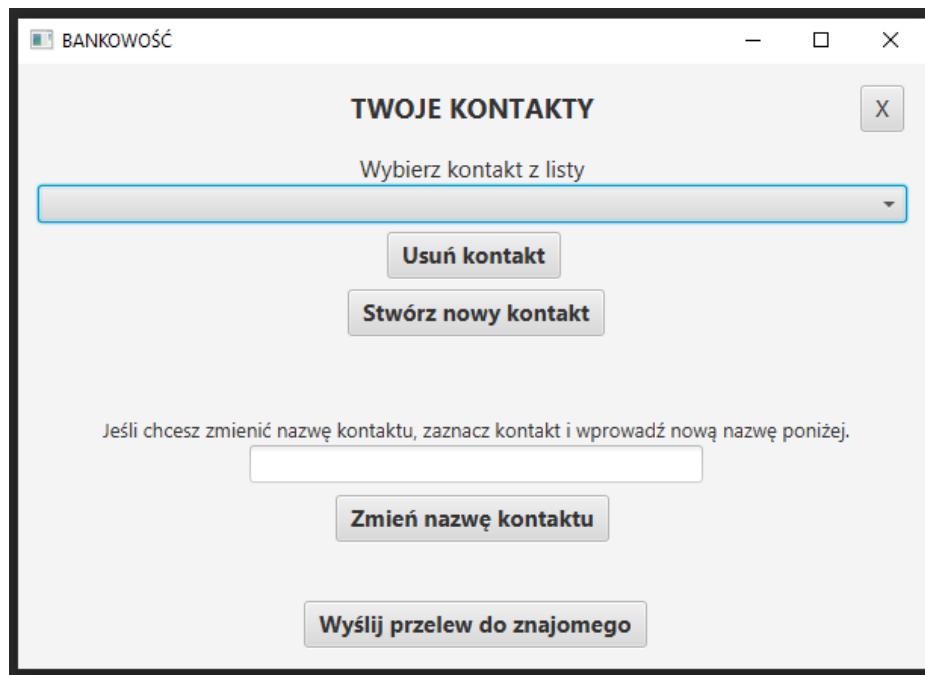 BANKOWOŚĆ
TWOJE KONTAKTY
X
Wybierz kontakt z listy
Usuń kontakt
Stwórz nowy kontakt
Jeśli chcesz zmienić nazwę kontaktu, zaznacz kontakt i wprowadź nową nazwę poniżej.
Zmień nazwę kontaktu
Wyślij przelew do znajomego